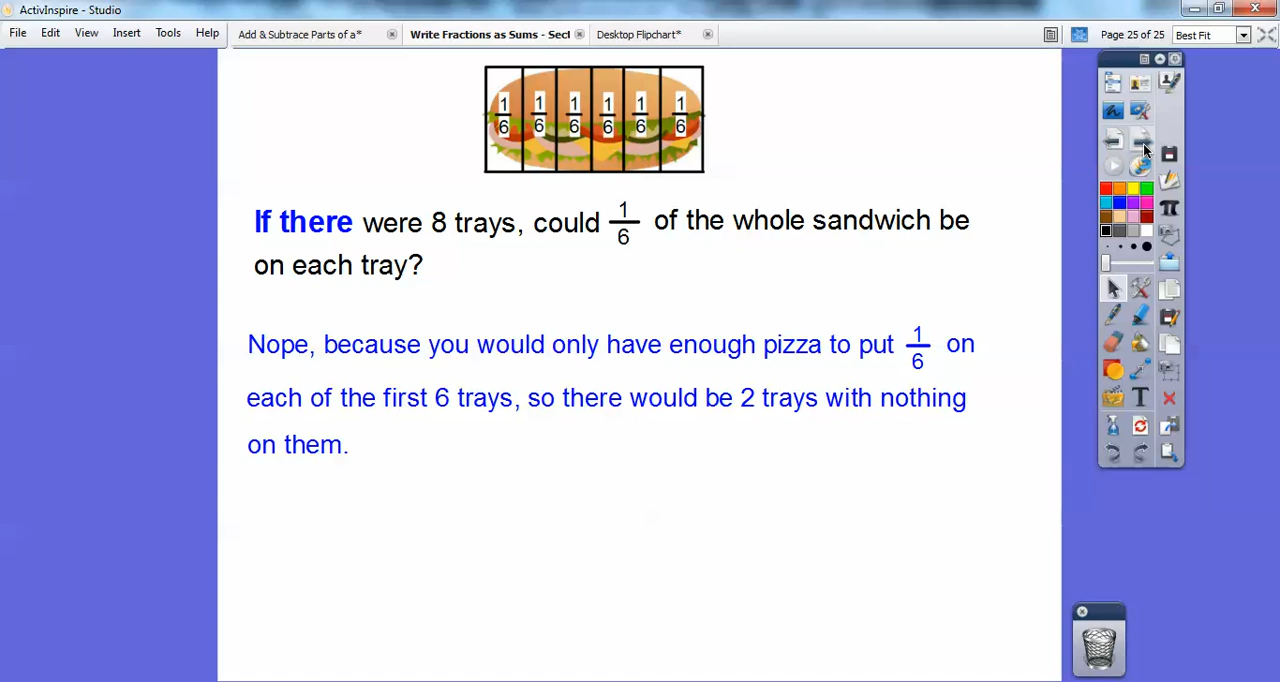 ActivInspire - Studio
File Edit View Insert Tools Help
Add & Subtrace Parts of a*
Write Fractions as Sums - Sect
Desktop Flipchart*
Page 25 of 25
Best Fit
1/6 1/6 1/6 1/6 1/6 1/6
If there were 8 trays, could 1/6 of the whole sandwich be
on each tray?
Nope, because you would only have enough pizza to put 1/6 on
each of the first 6 trays, so there would be 2 trays with nothing
on them.